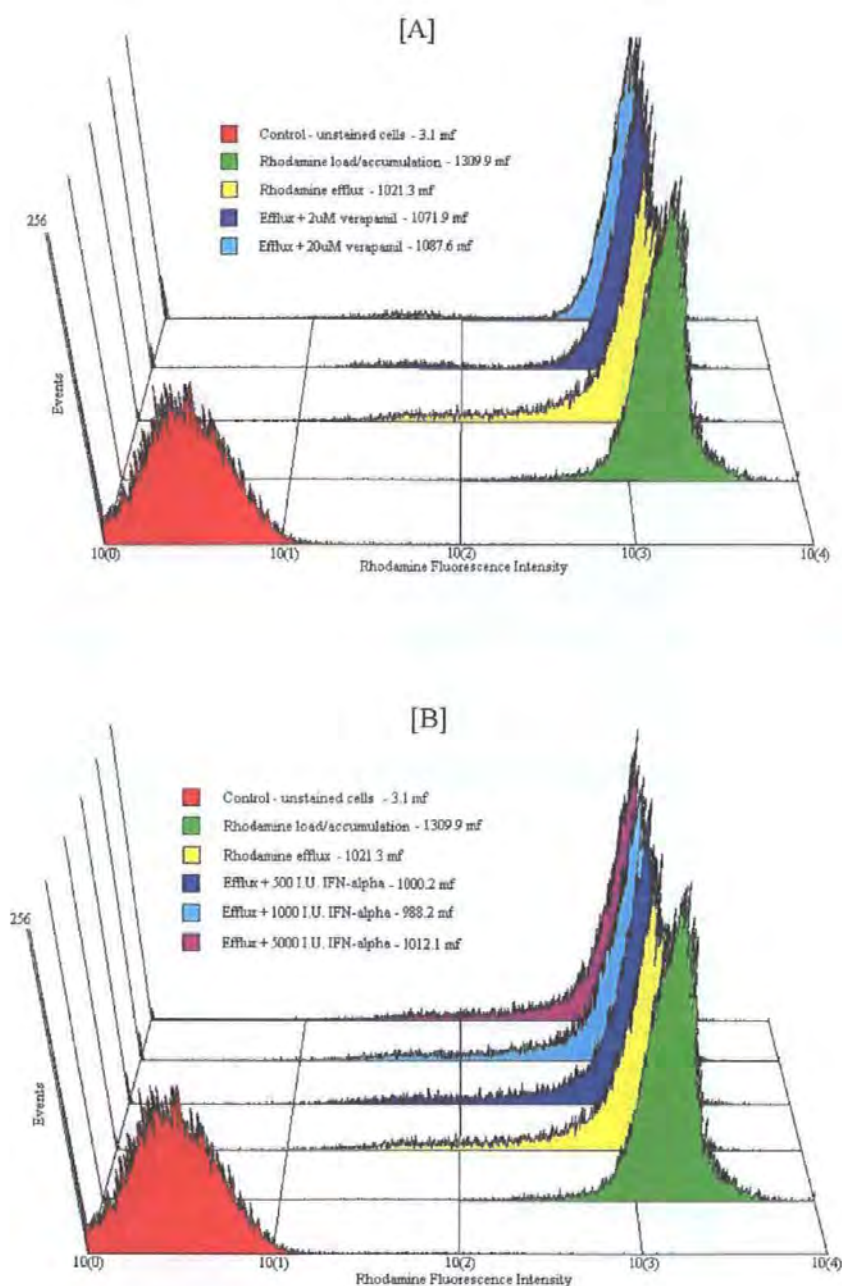 [A]
Control - unstained cells - 3.1 mf
Rhodamine load/accumulation - 1309.9 mf
Rhodamine efflux - 1021.3 mf
Efflux + 2uM verapamil - 1071.9 mf
Efflux + 20uM verapamil - 1087.6 mf
256
Events
10(0) 10(1) 10(2) 10(3) 10(4)
Rhodamine Fluorescence Intensity
[B]
Control - unstained cells - 3.1 mf
Rhodamine load/accumulation - 1309.9 mf
Rhodamine efflux - 1021.3 mf
Efflux + 500 I.U. IFN-alpha - 1000.2 mf
Efflux + 1000 I.U. IFN-alpha - 988.2 mf
Efflux + 5000 I.U. IFN-alpha - 1012.1 mf
256
Events
10(0) 10(1) 10(2) 10(3) 10(4)
Rhodamine Fluorescence Intensity